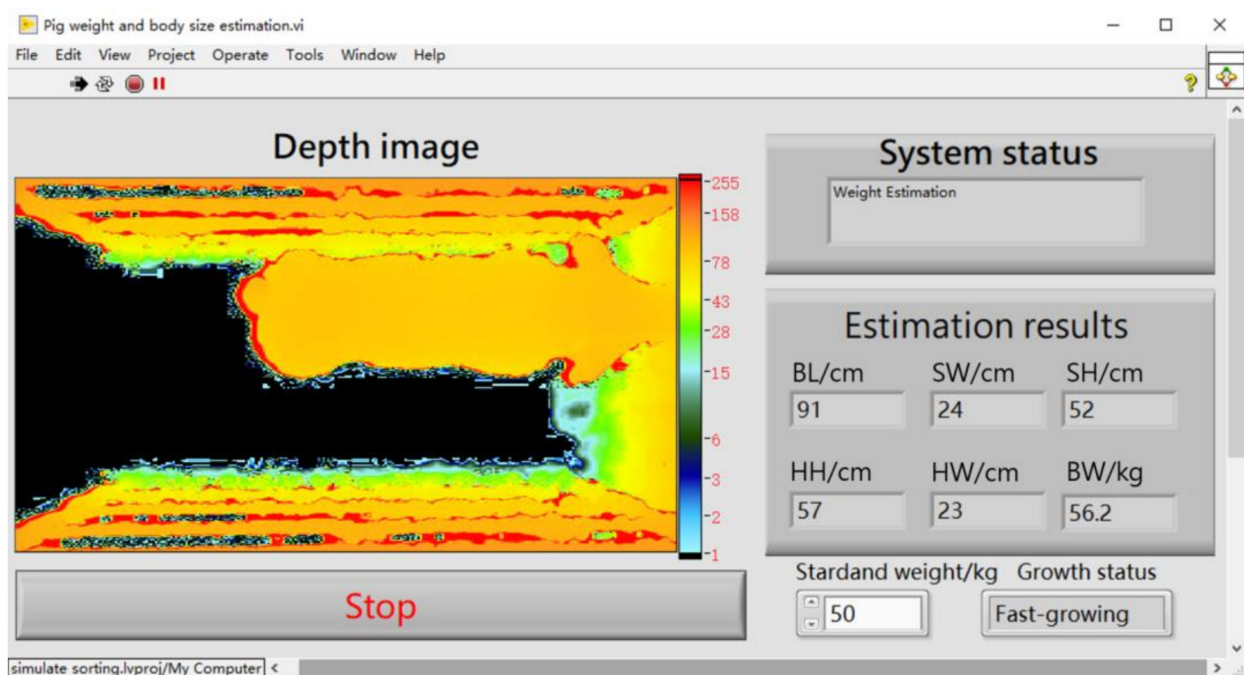 Pig weight and body size estimation.vi
File Edit View Project Operate Tools Window Help
Depth image
255
158
78
43
28
15
6
3
2
1
Stop
System status
Weight Estimation
Estimation results
BL/cm SW/cm SH/cm
91 24 52
HH/cm HW/cm BW/kg
57 23 56.2
Stardand weight/kg Growth status
50 Fast-growing
simulate sorting.lvproj/My Computer